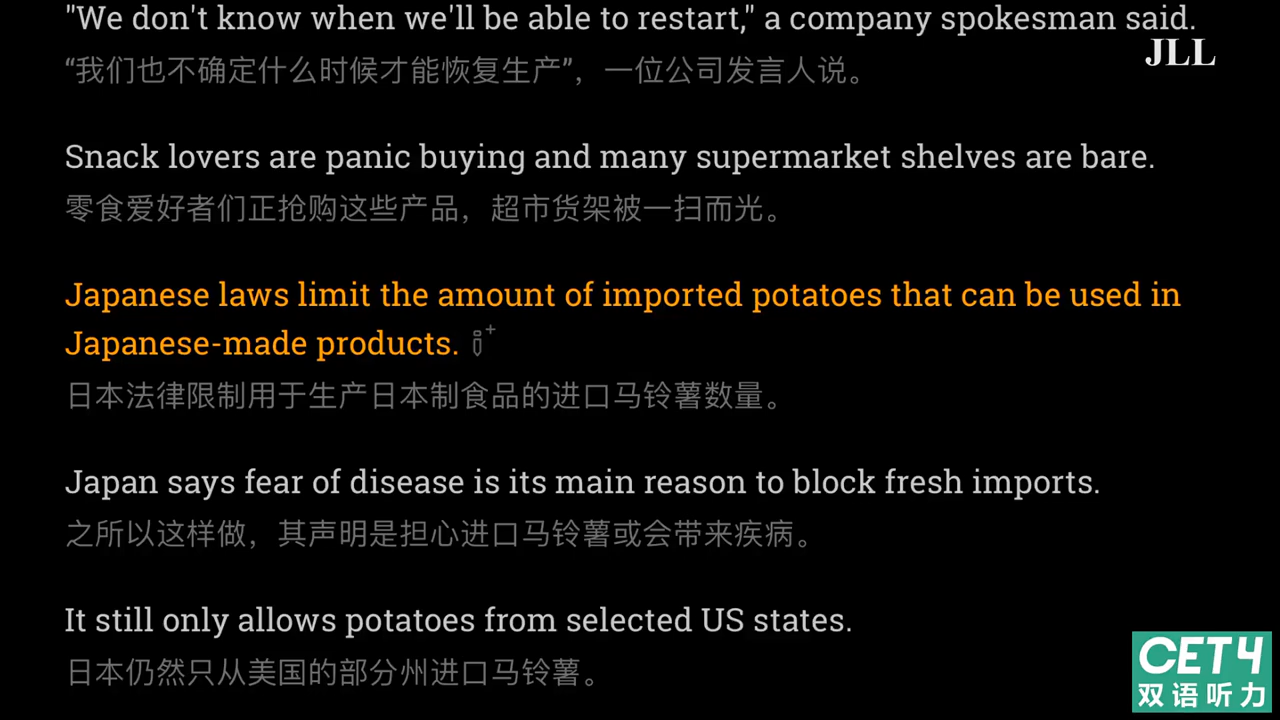 "We don't know when we'll be able to restart," a company spokesman said.
JLL
“我们也不确定什么时候才能恢复生产”，一位公司发言人说。
Snack lovers are panic buying and many supermarket shelves are bare.
零食爱好者们正抢购这些产品，超市货架被一扫而光。
Japanese laws limit the amount of imported potatoes that can be used in
Japanese-made products.
日本法律限制用于生产日本制食品的进口马铃薯数量。
Japan says fear of disease is its main reason to block fresh imports.
之所以这样做，其声明是担心进口马铃薯或会带来疾病。
It still only allows potatoes from selected US states.
日本仍然只从美国的部分州进口马铃薯。
CET4
双语听力